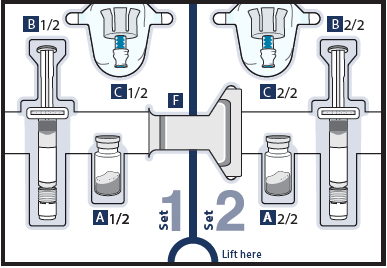 B 1/2
B 2/2
C 1/2
C 2/2
F
A 1/2
A 2/2
Set 1
Set 2
Lift here